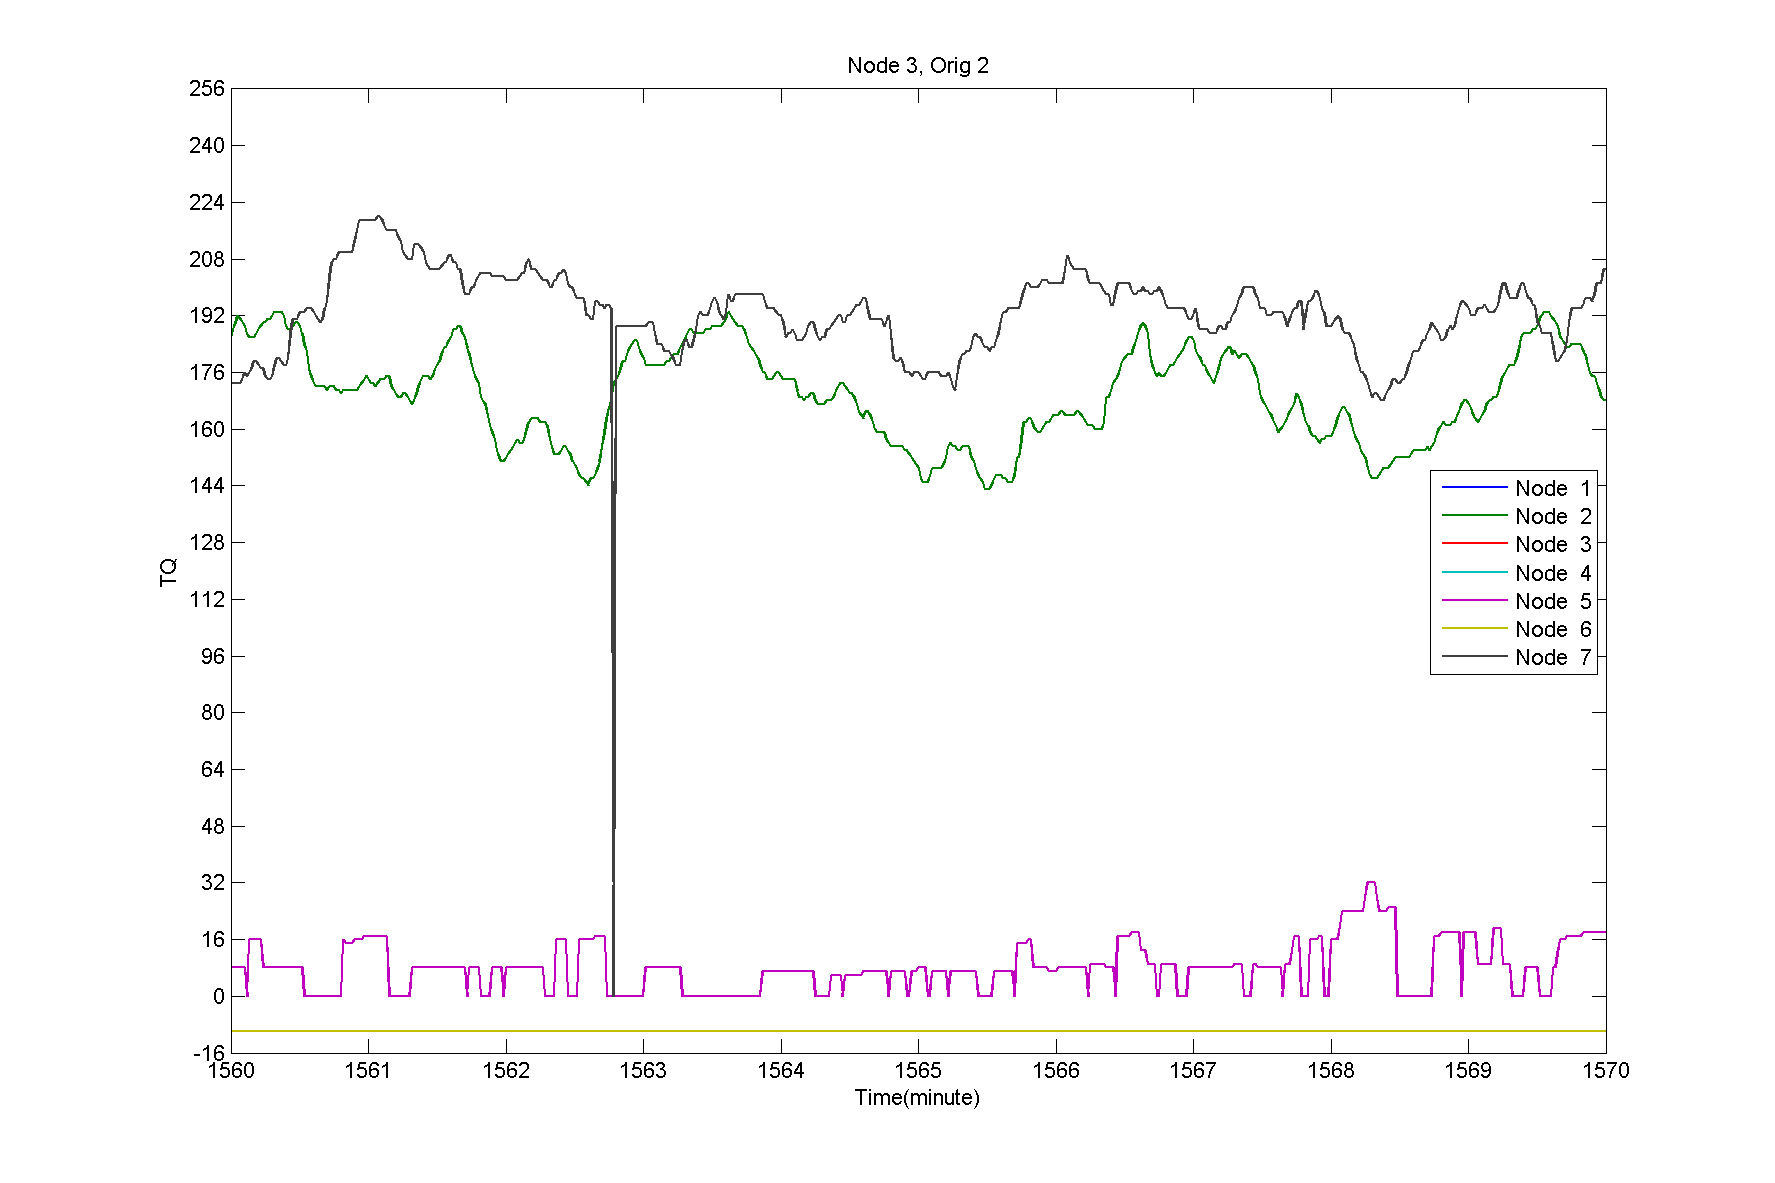 Node 3, Orig 2
256
240
224
208
192
176
160
144
128
112
96
80
64
48
32
16
0
-16
TQ
Node 1
Node 2
Node 3
Node 4
Node 5
Node 6
Node 7
1560 1561 1562 1563 1564 1565 1566 1567 1568 1569 1570
Time(minute)